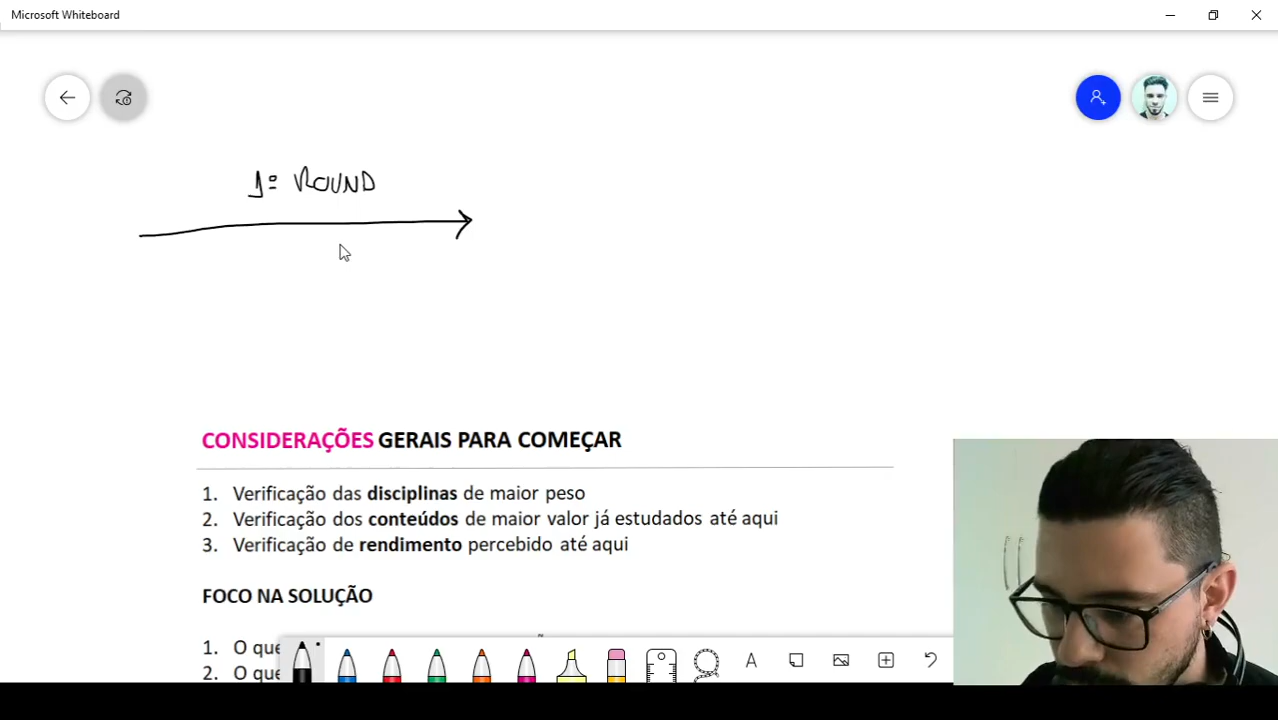 Microsoft Whiteboard
1º ROUND
CONSIDERAÇÕES GERAIS PARA COMEÇAR
1. Verificação das disciplinas de maior peso
2. Verificação dos conteúdos de maior valor já estudados até aqui
3. Verificação de rendimento percebido até aqui
FOCO NA SOLUÇÃO
1. O que
2. O que